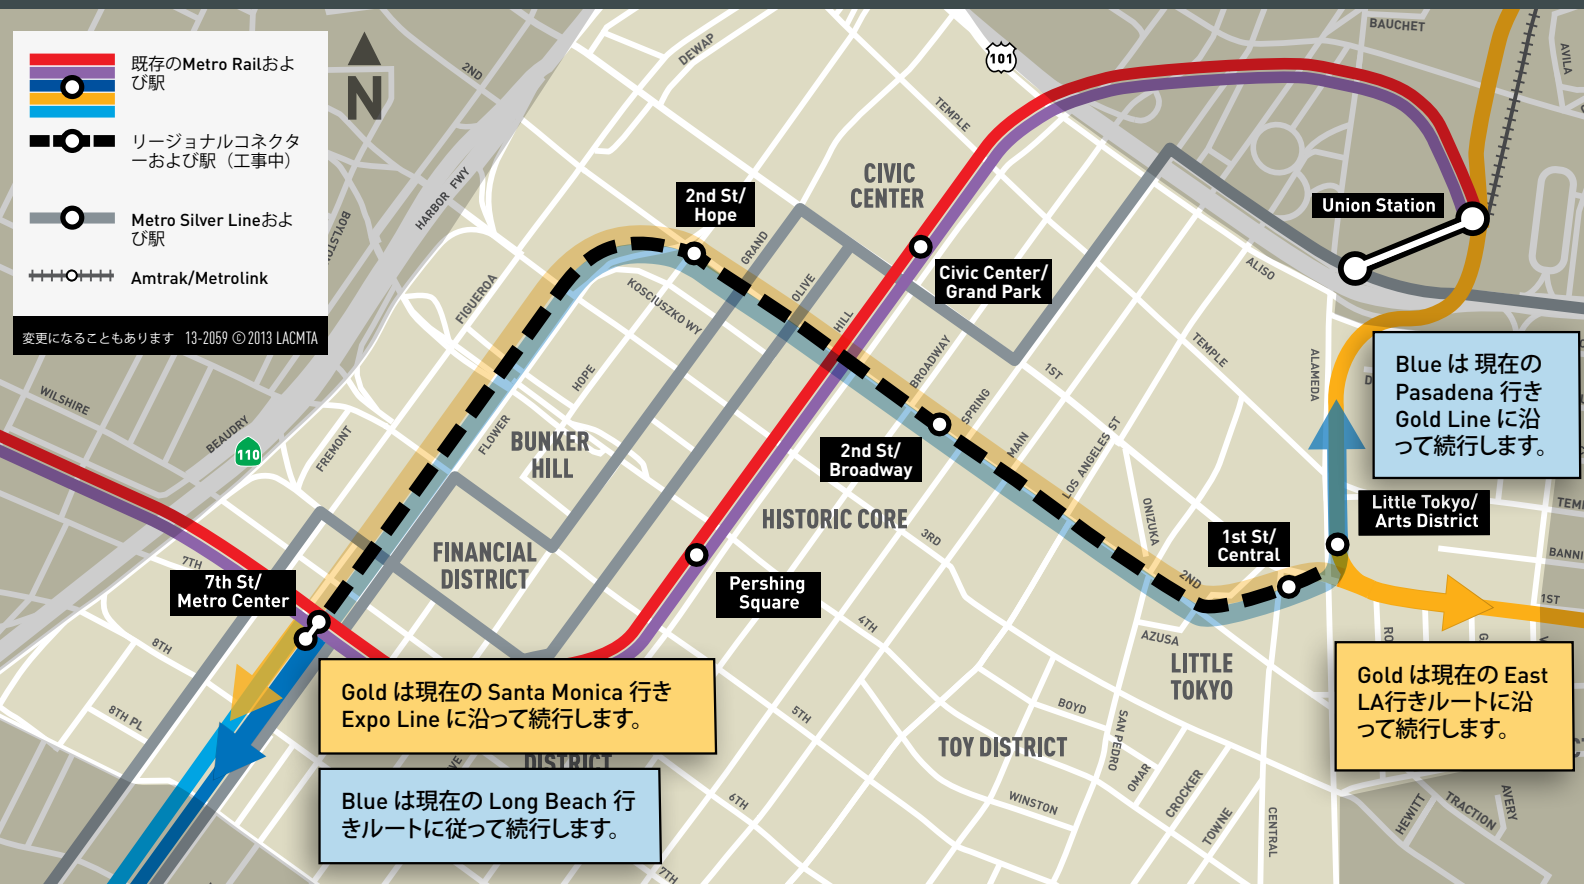 既存のMetro Railおよ
び駅
リージョナルコネクタ
ーおよび駅（工事中）
Metro Silver Lineおよ
び駅
Amtrak/Metrolink
変更になることもあります 13-2059 ©2013 LACMTA
N
2ND
DEWAP
101
BAUCHET
AVILA
TEMPLE
CIVIC
CENTER
HARBOR FWY
BOYLSTON
2nd St/
Hope
Union Station
GRAND
Civic Center/
Grand Park
ALISO
FIGUEROA
KOSCIUSZKO WY
OLIVE
HILL
BROADWAY
1ST
TEMPLE
ALAMEDA
Blue は 現在の
Pasadena 行き
Gold Line に沿
って続行します。
WILSHIRE
BEAUDRY
110
FREMONT
HOPE
FLOWER
BUNKER
HILL
SPRING
MAIN
LOS ANGELES ST
2nd St/
Broadway
HISTORIC CORE
3RD
ONIZUKA
1st St/
Central
Little Tokyo/
Arts District
BANNI
1ST
7TH
FINANCIAL
DISTRICT
7th St/
Metro Center
Pershing
Square
2ND
4TH
AZUSA
LITTLE
TOKYO
8TH
8TH PL
Gold は現在の Santa Monica 行き
Expo Line に沿って続行します。
Gold は現在の East
LA行きルートに沿
って続行します。
DISTRICT
Blue は現在の Long Beach 行
きルートに従って続行します。
5TH
6TH
7TH
TOY DISTRICT
BOYD
SAN PEDRO
OMAR
CROCKER
WINSTON
TOWNE
CENTRAL
HEWITT
TRACTION
AVERY